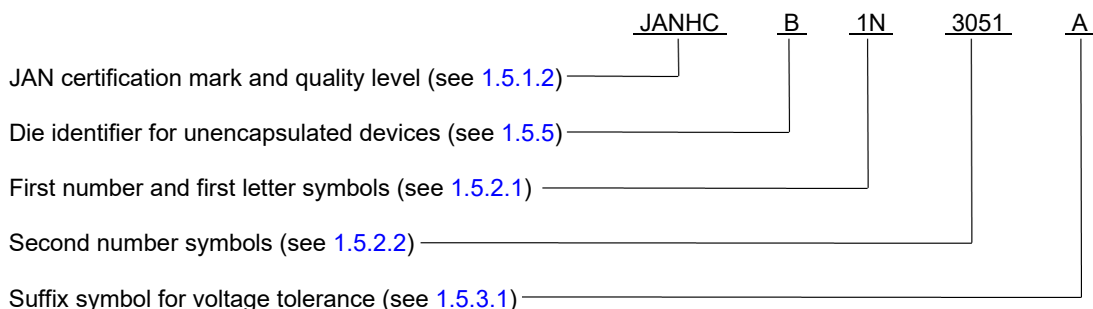 JANHC B 1N 3051 A
JAN certification mark and quality level (see 1.5.1.2)
Die identifier for unencapsulated devices (see 1.5.5)
First number and first letter symbols (see 1.5.2.1)
Second number symbols (see 1.5.2.2)
Suffix symbol for voltage tolerance (see 1.5.3.1)